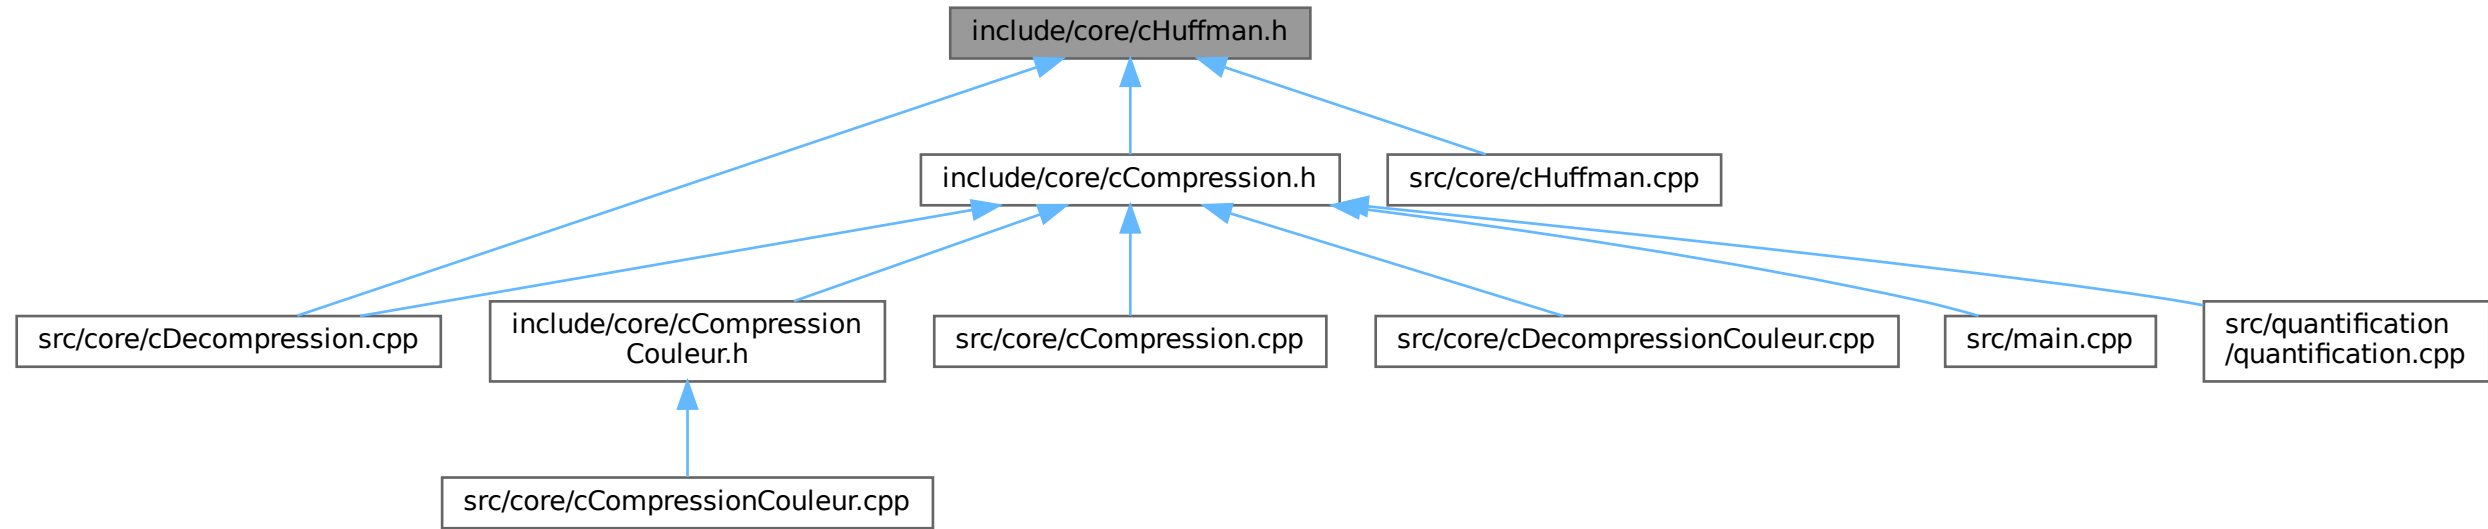 include/core/cHuffman.h
include/core/cCompression.h
src/core/cHuffman.cpp
src/core/cDecompression.cpp
include/core/cCompression
Couleur.h
src/core/cCompression.cpp
src/core/cDecompressionCouleur.cpp
src/main.cpp
src/quantification
/quantification.cpp
src/core/cCompressionCouleur.cpp